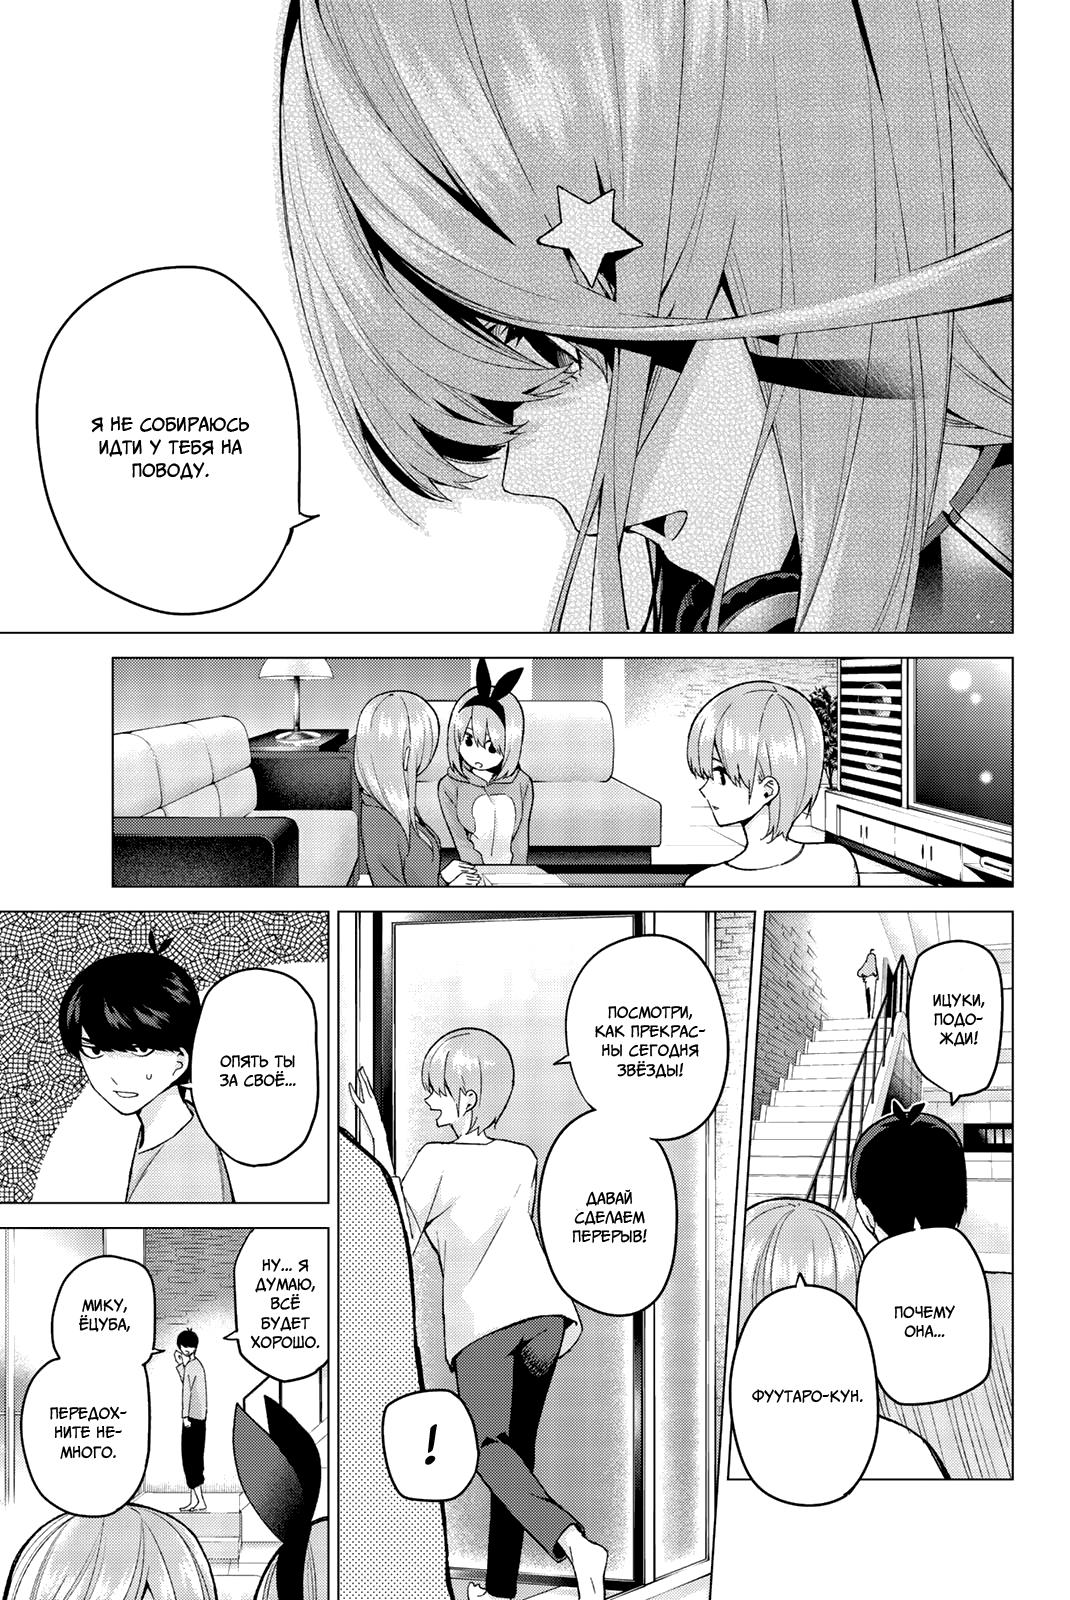 Я НЕ СОБИРАЮСЬ
ИДТИ У ТЕБЯ НА
ПОВОДУ.
ИЦУКИ,
ПОДО-
ЖДИ!
ПОЧЕМУ
ОНА...
ФУУТАРО-КУН.
ПОСМОТРИ,
КАК ПРЕКРАС-
НЫ СЕГОДНЯ
ЗВЁЗДЫ!
ДАВАЙ
СДЕЛАЕМ
ПЕРЕРЫВ!
!
ОПЯТЬ ТЫ
ЗА СВОЁ...
НУ... Я
ДУМАЮ,
ВСЁ
БУДЕТ
ХОРОШО.
МИКУ,
ЁЦУБА,
ПЕРЕДОХ-
НИТЕ НЕ-
МНОГО.